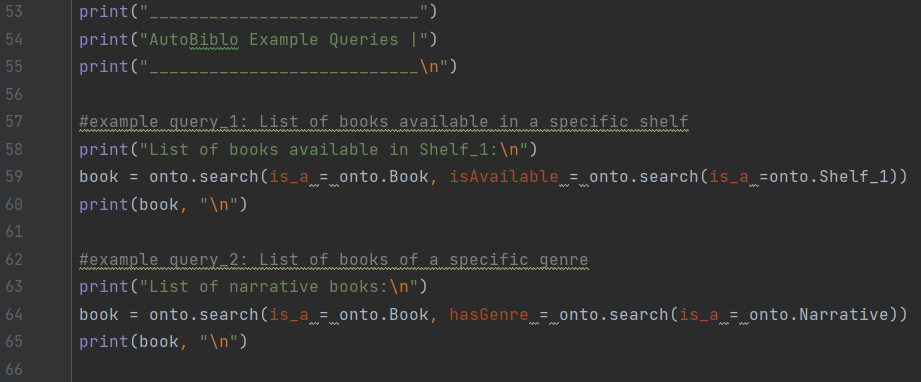 53 print("___________________________")
54 print("AutoBiblo Example Queries |")
55 print("___________________________\n")
56
57 #example query_1: List of books available in a specific shelf
58 print("List of books available in Shelf_1:\n")
59 book = onto.search(is_a = onto.Book, isAvailable = onto.search(is_a =onto.Shelf_1))
60 print(book, "\n")
61
62 #example query_2: List of books of a specific genre
63 print("List of narrative books:\n")
64 book = onto.search(is_a = onto.Book, hasGenre = onto.search(is_a = onto.Narrative))
65 print(book, "\n")
66